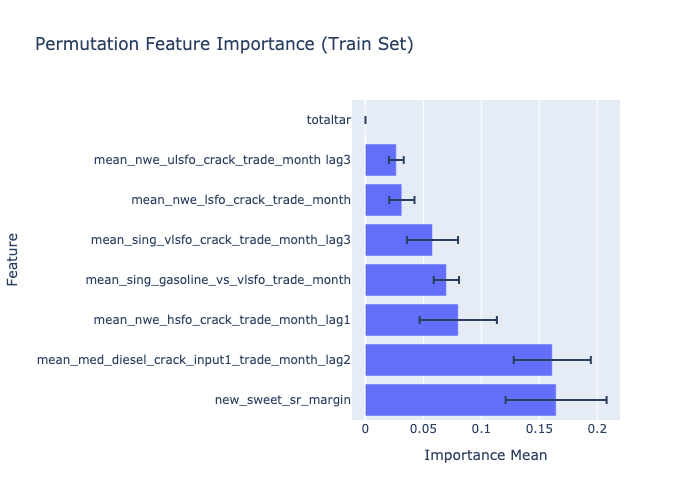 Permutation Feature Importance (Train Set)
Feature
totaltar
mean_nwe_ulsfo_crack_trade_month lag3
mean_nwe_lsfo_crack_trade_month
mean_sing_vlsfo_crack_trade_month_lag3
mean_sing_gasoline_vs_vlsfo_trade_month
mean_nwe_hsfo_crack_trade_month_lag1
mean_med_diesel_crack_input1_trade_month_lag2
new_sweet_sr_margin
0 0.05 0.1 0.15 0.2
Importance Mean